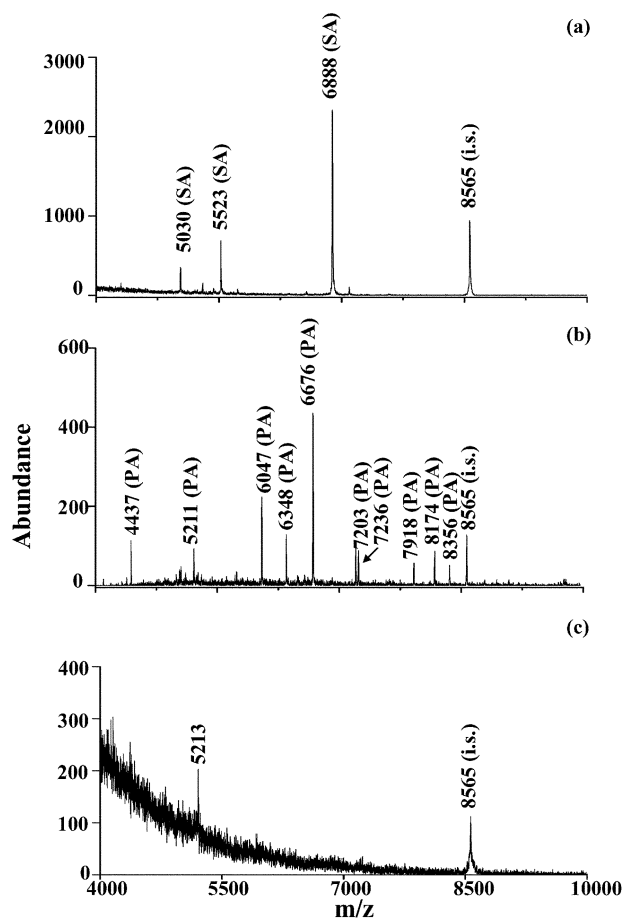 (a)
3000
2000
1000
0
5030 (SA)
5523 (SA)
6888 (SA)
8565 (i.s.)
(b)
600
400
200
0
4437 (PA)
5211 (PA)
6047 (PA)
6348 (PA)
6676 (PA)
7203 (PA)
7236 (PA)
7918 (PA)
8174 (PA)
8356 (PA)
8565 (i.s.)
Abundance
(c)
400
300
200
100
0
5213
8565 (i.s.)
4000 5500 7000 8500 10000
m/z